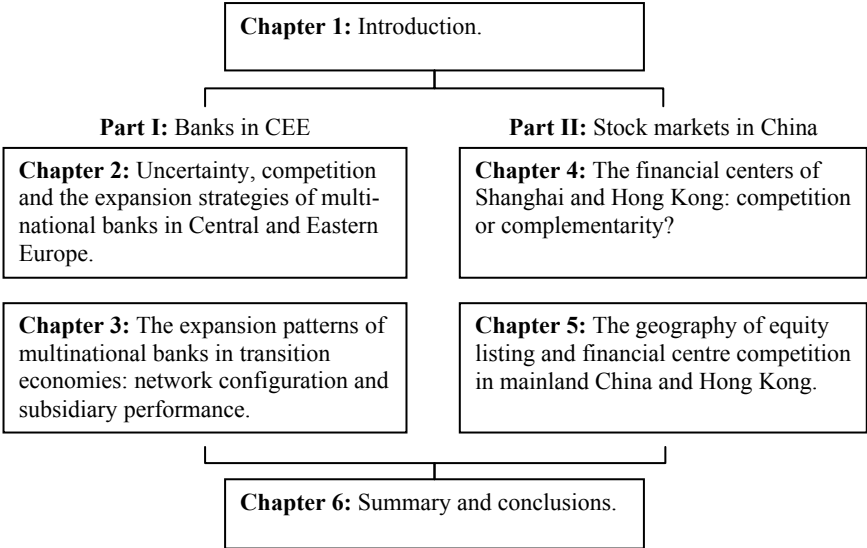 Chapter 1: Introduction.
Part I: Banks in CEE
Chapter 2: Uncertainty, competition
and the expansion strategies of multi-
national banks in Central and Eastern
Europe.
Chapter 3: The expansion patterns of
multinational banks in transition
economies: network configuration and
subsidiary performance.
Part II: Stock markets in China
Chapter 4: The financial centers of
Shanghai and Hong Kong: competition
or complementarity?
Chapter 5: The geography of equity
listing and financial centre competition
in mainland China and Hong Kong.
Chapter 6: Summary and conclusions.